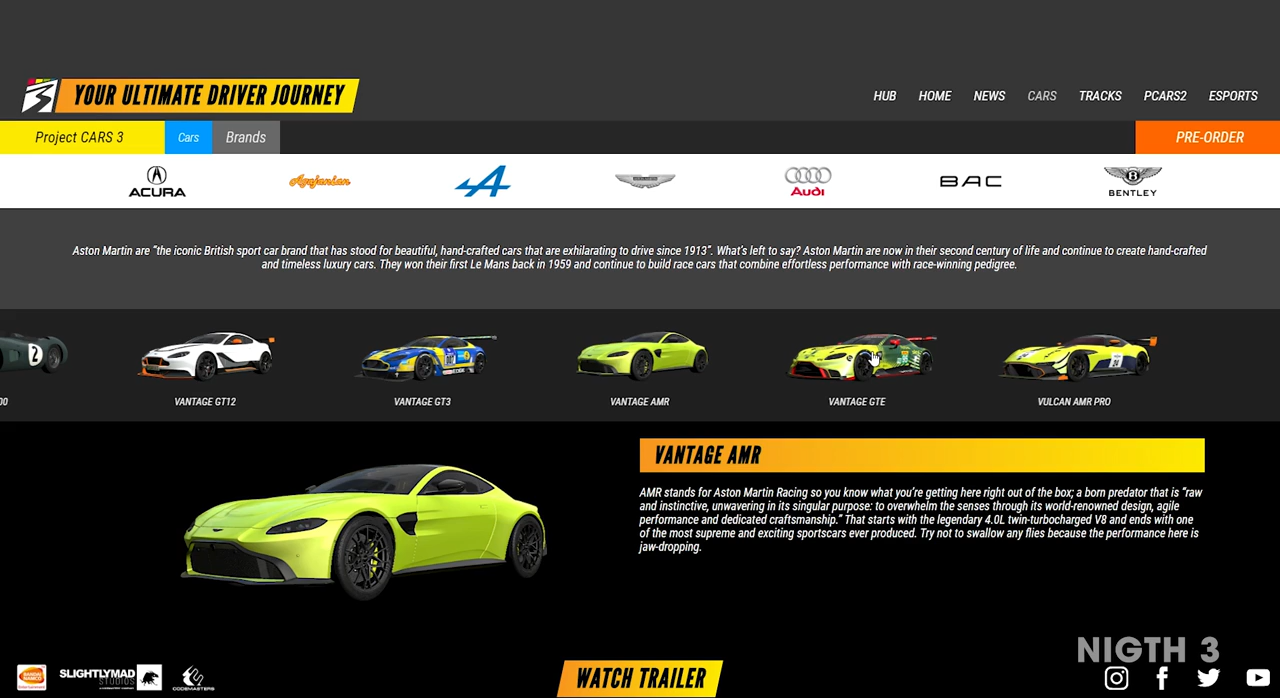 YOUR ULTIMATE DRIVER JOURNEY
HUB HOME NEWS CARS TRACKS PCARS2 ESPORTS
Project CARS 3 Cars Brands PRE-ORDER
ACURA Agajanian A Audi BAC BENTLEY
Aston Martin are “the iconic British sport car brand that has stood for beautiful, hand-crafted cars that are exhilarating to drive since 1913”. What's left to say? Aston Martin are now in their second century of life and continue to create hand-crafted
and timeless luxury cars. They won their first Le Mans back in 1959 and continue to build race cars that combine effortless performance with race-winning pedigree.
2
00 VANTAGE GT12 VANTAGE GT3 VANTAGE AMR VANTAGE GTE VULCAN AMR PRO
VANTAGE AMR
AMR stands for Aston Martin Racing so you know what you're getting here right out of the box; a born predator that is “raw
and instinctive, unwavering in its singular purpose: to overwhelm the senses through its world-renowned design, agile
performance and dedicated craftsmanship.” That starts with the legendary 4.0L twin-turbocharged V8 and ends with one
of the most supreme and exciting sportscars ever produced. Try not to swallow any flies because the performance here is
jaw-dropping.
NIGTH 3
BANDAI NAMCO SLIGHTLYMAD STUDIOS CODEMASTERS WATCH TRAILER